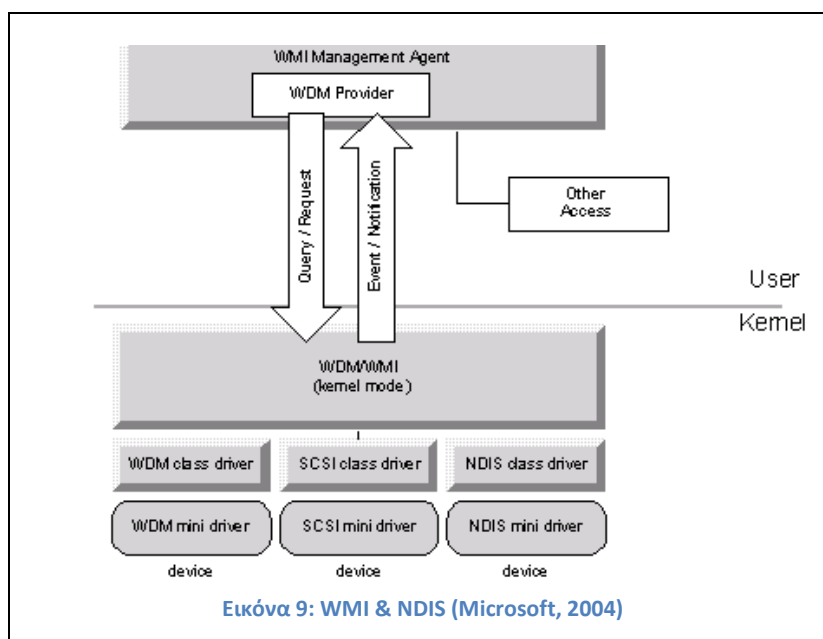 WMI Management Agent
WDM Provider
Query / Request
Event / Notification
Other
Access
User
Kernel
WDM/WMI
(kernel mode)
WDM class driver
SCSI class driver
NDIS class driver
WDM mini driver
SCSI mini driver
NDIS mini driver
device
device
device
Εικόνα 9: WMI & NDIS (Microsoft, 2004)